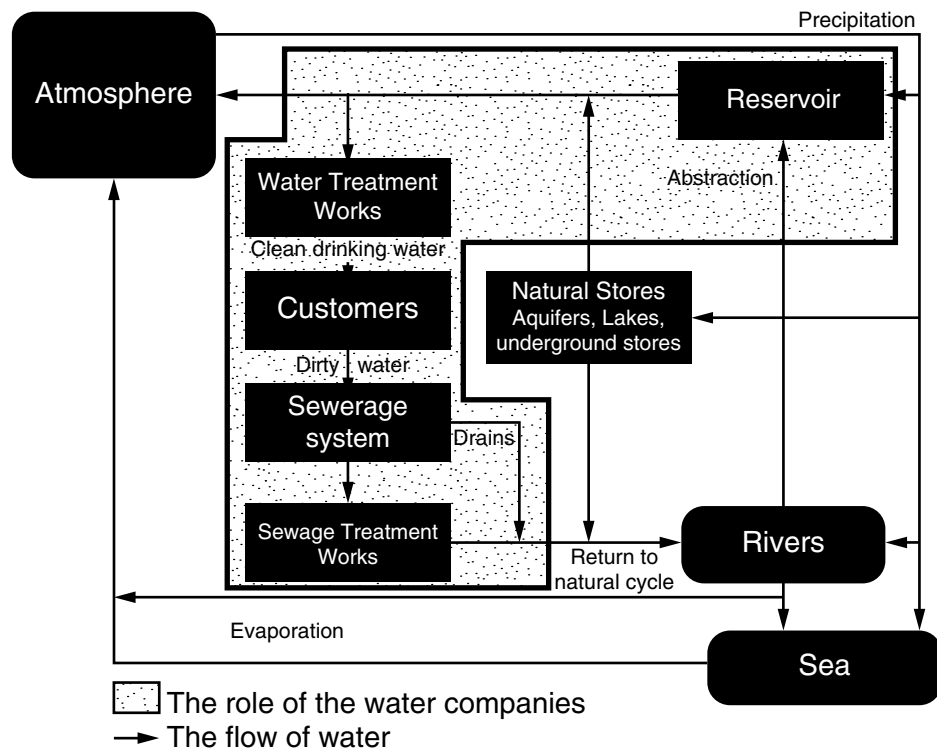 Precipitation
Atmosphere
Reservoir
Abstraction
Water Treatment
Works
Clean drinking water
Customers
Natural Stores
Aquifers, Lakes,
underground stores
Dirty water
Sewerage
system
Drains
Sewage Treatment
Works
Rivers
Return to
natural cycle
Evaporation
Sea
The role of the water companies
The flow of water